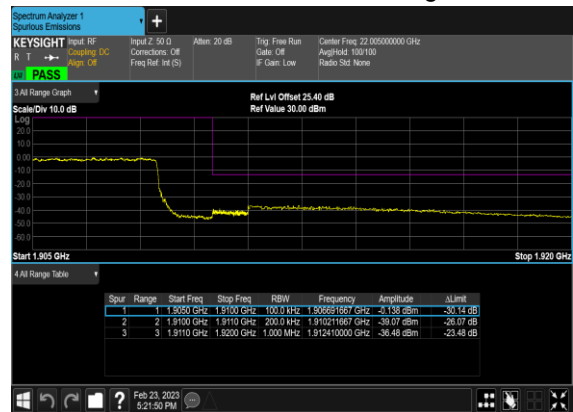 Spectrum Analyzer 1
Spurious Emissions
+
KEYSIGHT Input: RF Input Z: 50 Ω Atten: 20 dB Trig: Free Run Center Freq: 22.005000000 GHz
R T Coupling: DC Corrections: Off Gate: Off Avg|Hold: 100/100
Align: Off Freq Ref: Int (S) IF Gain: Low Radio Std: None
PASS
3 All Range Graph
Ref Lvl Offset 25.40 dB
Scale/Div 10.0 dB Ref Value 30.00 dBm
Log
20.0
10.0
0.00
-10.0
-20.0
-30.0
-40.0
-50.0
-60.0
Start 1.905 GHz Stop 1.920 GHz
4 All Range Table
Spur Range Start Freq Stop Freq RBW Frequency Amplitude ΔLimit
1 1 1.9050 GHz 1.9100 GHz 100.0 kHz 1.906691667 GHz -0.138 dBm -30.14 dB
2 2 1.9100 GHz 1.9110 GHz 200.0 kHz 1.910211667 GHz -39.07 dBm -26.07 dB
3 3 1.9110 GHz 1.9200 GHz 1.000 MHz 1.912410000 GHz -36.48 dBm -23.48 dB
?
Feb 23, 2023
5:21:50 PM